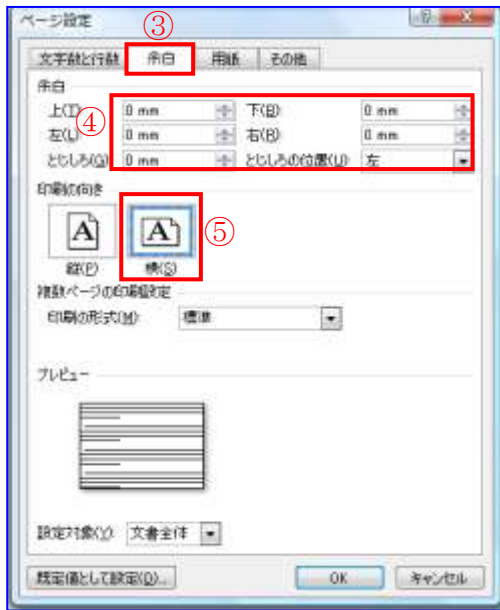 ページ設定
③
文字数と行数 余白 用紙 その他
余白
④
上(T): 0 mm 下(B): 0 mm
左(L): 0 mm 右(R): 0 mm
とじしろ(G): 0 mm とじしろの位置(U): 左
印刷の向き
A A ⑤
縦(P) 横(S)
複数ページの印刷設定
印刷の形式(M): 標準
プレビュー
設定対象(Y): 文書全体
既定値として設定(D)... OK キャンセル